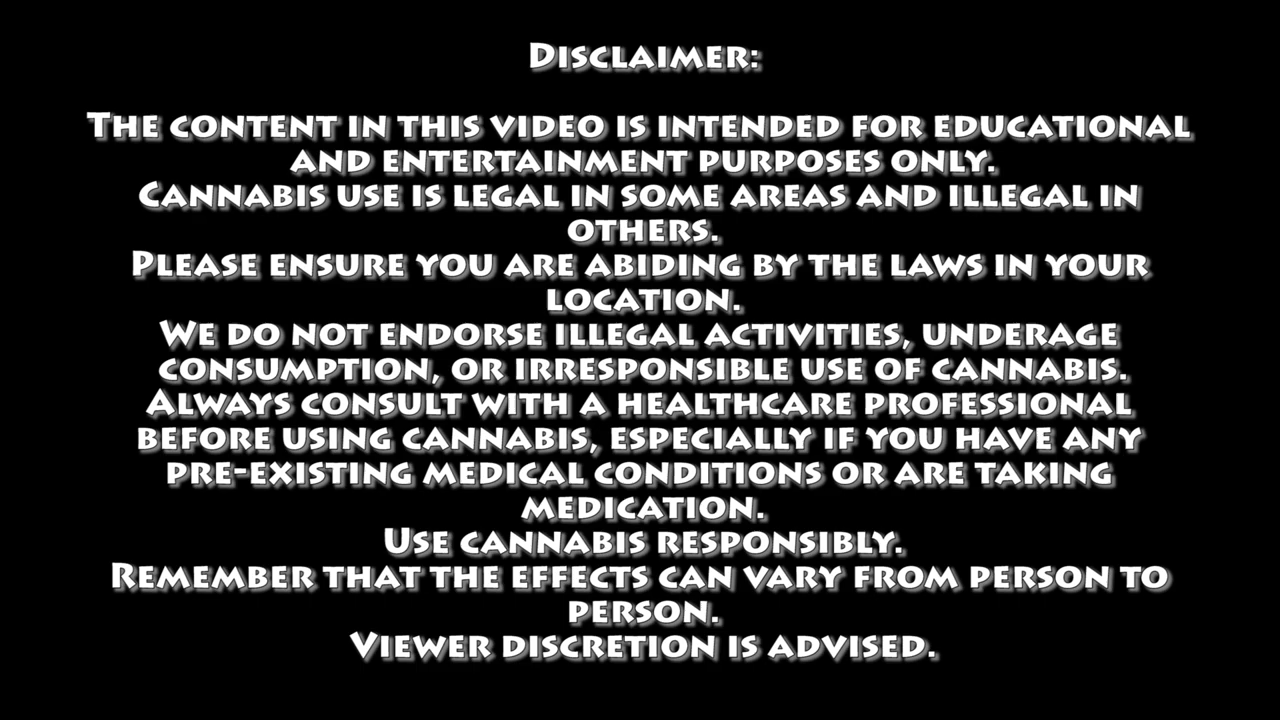 Disclaimer:
The content in this video is intended for educational
and entertainment purposes only.
Cannabis use is legal in some areas and illegal in
others.
Please ensure you are abiding by the laws in your
location.
We do not endorse illegal activities, underage
consumption, or irresponsible use of cannabis.
Always consult with a healthcare professional
before using cannabis, especially if you have any
pre-existing medical conditions or are taking
medication.
Use cannabis responsibly.
Remember that the effects can vary from person to
person.
Viewer discretion is advised.